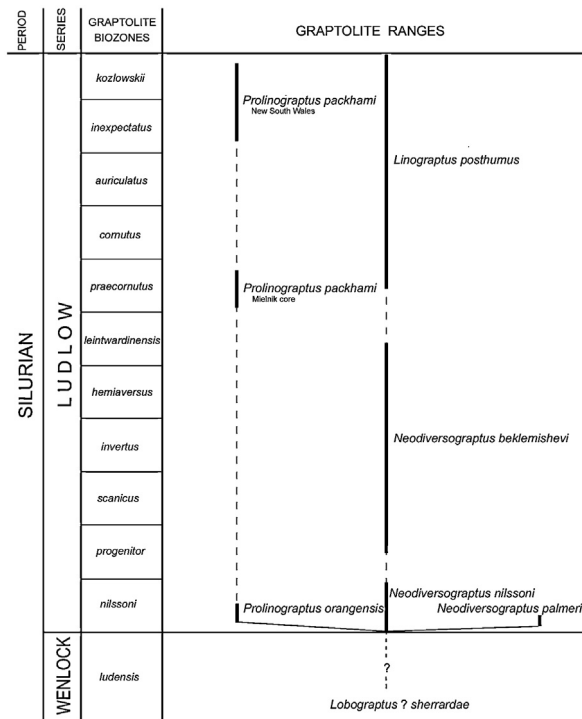 PERIOD
SERIES
GRAPTOLITE
BIOZONES
GRAPTOLITE RANGES
SILURIAN
LUDLOW
WENLOCK
kozlowskii
inexpectatus
auriculatus
cornutus
praecornutus
leintwardinensis
hemiaversus
invertus
scanicus
progenitor
nilssoni
ludensis
Prolinograptus packhami
New South Wales
Linograptus posthumus
Prolinograptus packhami
Mielnik core
Neodiversograptus beklemishevi
Neodiversograptus nilssoni
Prolinograptus orangensis
Neodiversograptus palmeri
?
Lobograptus ? sherrardae